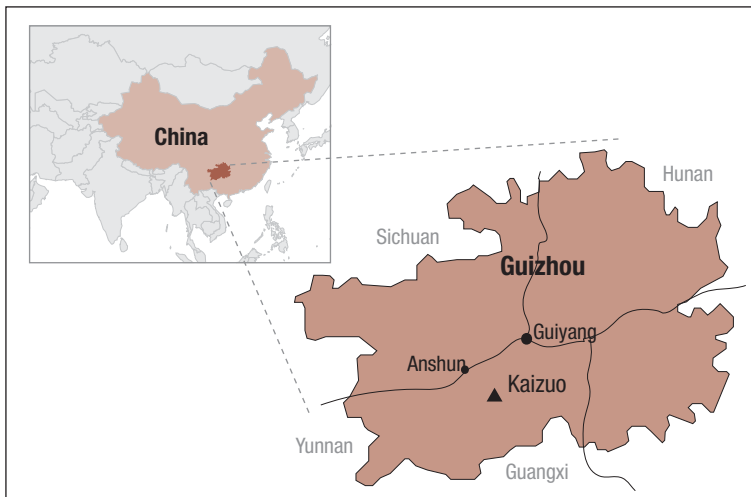 China
Hunan
Sichuan
Guizhou
Guiyang
Anshun
Kaizuo
Yunnan
Guangxi